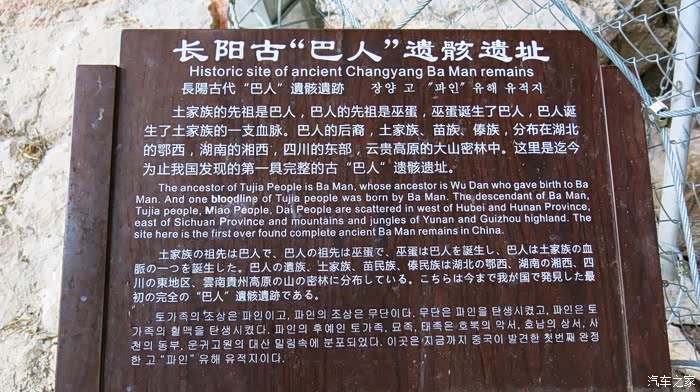 长阳古“巴人”遺骸遺址
Historic site of ancient Changyang Ba Man remains
長陽古代“巴人”遺骸遺跡 장양 고 “파인” 유해 유적지
土家族的先祖是巴人，巴人的先祖是巫蛋，巫蛋诞生了巴人，巴人诞
生了土家族的一支血脉。巴人的后裔，土家族、苗族、傣族，分布在湖北
的鄂西，湖南的湘西，四川的东部，云贵高原的大山密林中。这里是迄今
为止我国发现的第一具完整的古“巴人”遗骸遗址。
The ancestor of Tujia People is Ba Man, whose ancestor is Wu Dan who gave birth to Ba
Man. And one bloodline of Tujia people was born by Ba Man. The descendant of Ba Man,
Tujia people, Miao People, Dai People are scattered in west of Hubei and Hunan Province,
east of Sichuan Province and mountains and jungles of Yunan and Guizhou highland. The
site here is the first ever found complete ancient Ba Man remains in China.
土家族の祖先は巴人で、巴人の祖先は巫蛋で、巫蛋は巴人を誕生し、巴人は土家族の血
脈の一つを誕生した。巴人の遺族、土家族、苗民族、傣民族は湖北の鄂西、湖南の湘西、四
川の東地区、雲南貴州高原の山の密林に分布している。こちらは今まで我が国で発見した最
初の完全の“巴人”遺骸遺跡である。
토가족의 조상은 파인이고, 파인의 조상은 무단이다. 무단은 파인을 탄생시켰고, 파인은 토
가족의 혈맥을 탄생시켰다. 파인의 후예인 토가족, 묘족, 태족은 호북의 악서, 호남의 상서, 사
천의 동부, 운귀고원의 대산 밀림속에 분포되었다. 이곳은 지금까지 중국이 발견한 첫번째 완정
한 고 “파인” 유해 유적지이다.
汽车之家